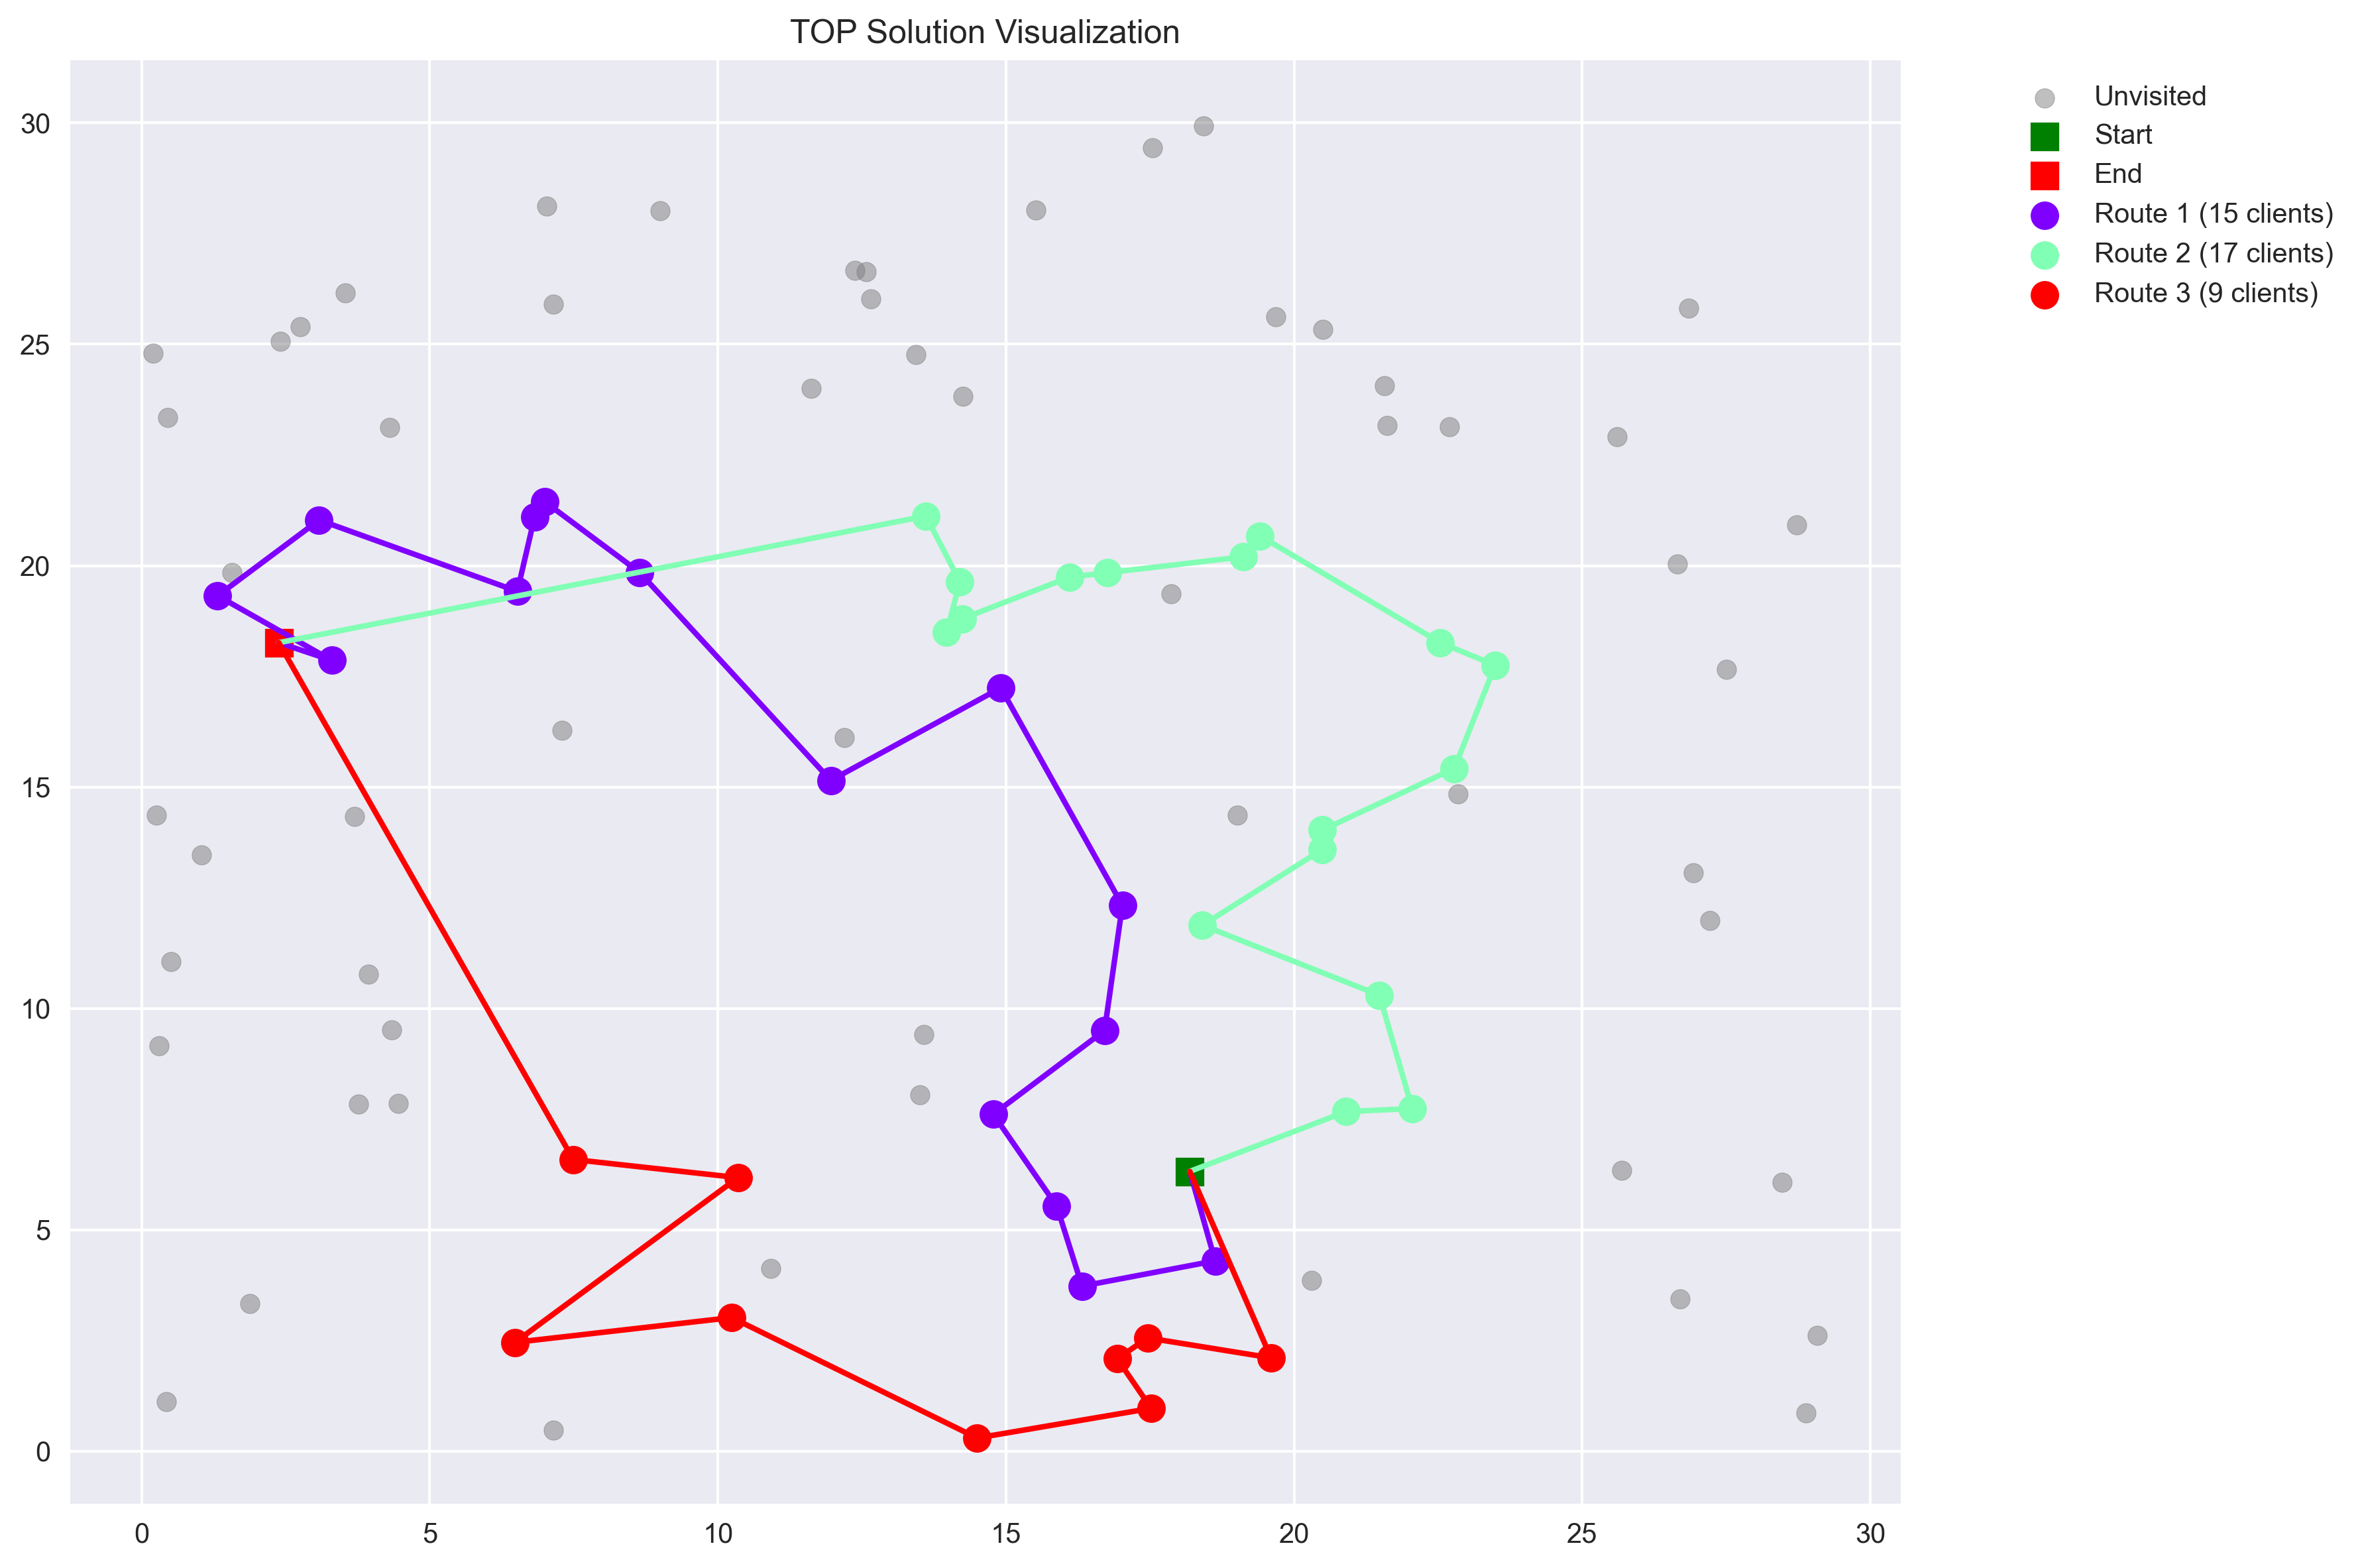 TOP Solution Visualization
30
25
20
15
10
5
0
0 5 10 15 20 25 30
Unvisited
Start
End
Route 1 (15 clients)
Route 2 (17 clients)
Route 3 (9 clients)